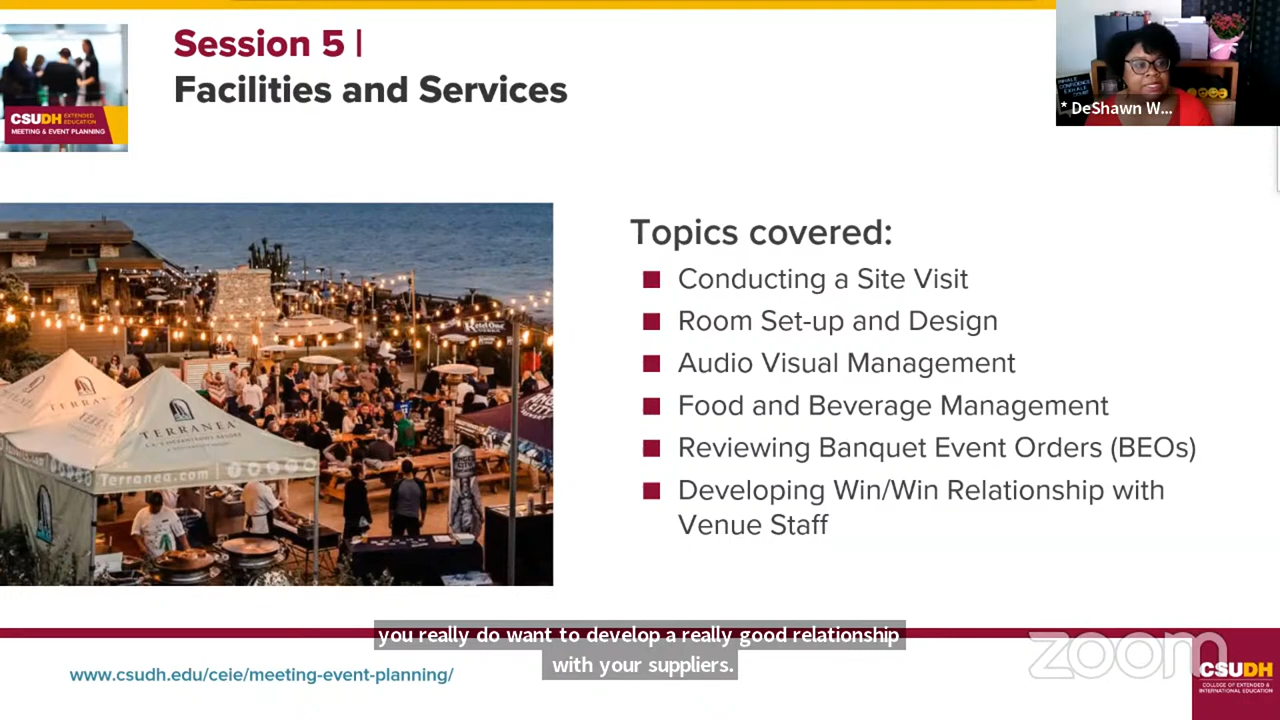 Session 5 |
Facilities and Services
CSUDH EXTENDED EDUCATION
MEETING & EVENT PLANNING
* DeShawn W...
Topics covered:
Conducting a Site Visit
Room Set-up and Design
Audio Visual Management
Food and Beverage Management
Reviewing Banquet Event Orders (BEOs)
Developing Win/Win Relationship with
Venue Staff
TERRANEA
Terranea.com
you really do want to develop a really good relationship
with your suppliers.
www.csudh.edu/ceie/meeting-event-planning/
zoom
CSUDH
COLLEGE OF EXTENDED &
INTERNATIONAL EDUCATION